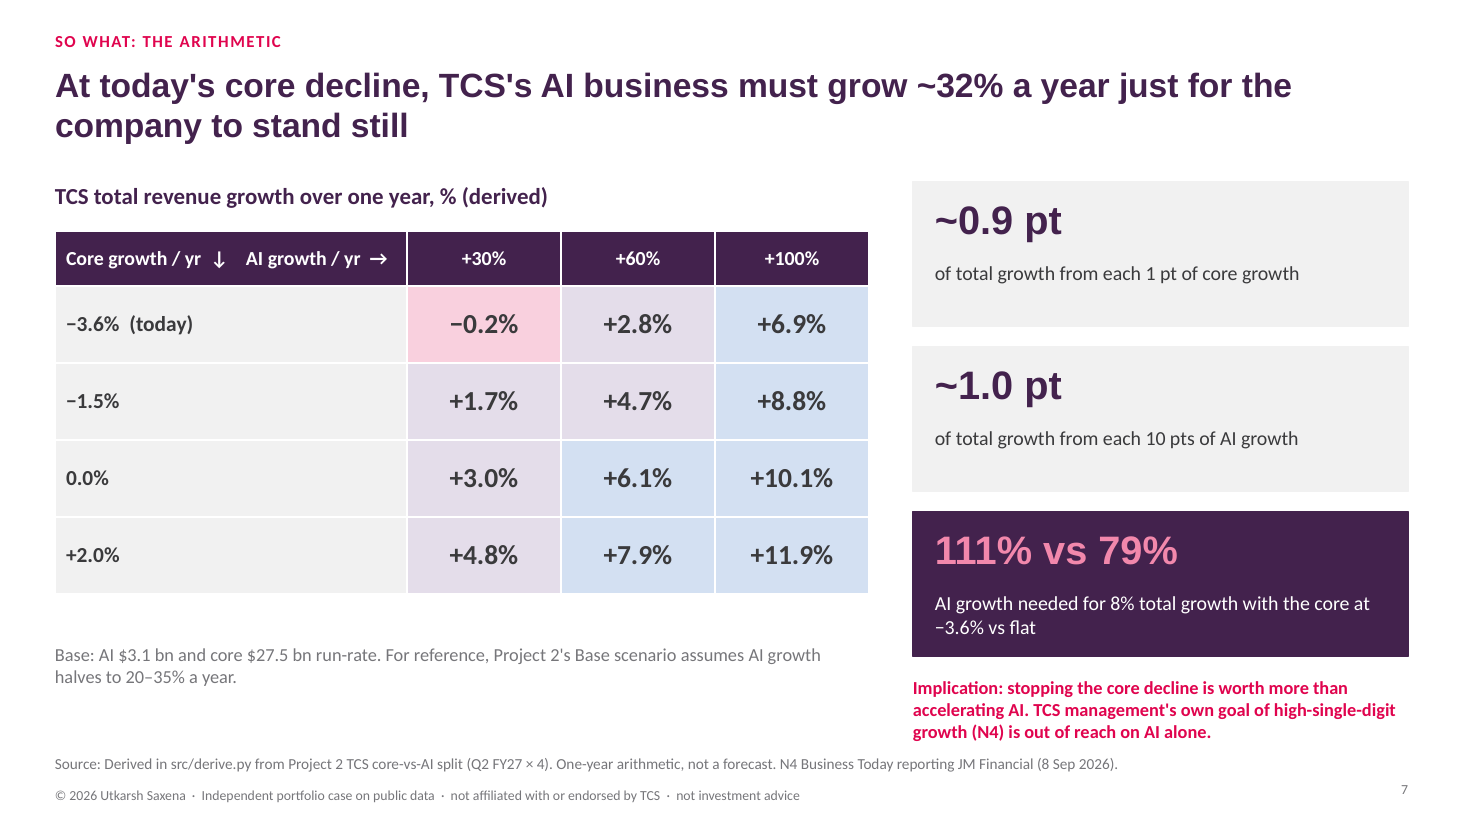 SO WHAT: THE ARITHMETIC
At today's core decline, TCS's AI business must grow ~32% a year just for the
company to stand still
TCS total revenue growth over one year, % (derived)
Core growth / yr ↓ AI growth / yr → +30% +60% +100%
−3.6% (today) −0.2% +2.8% +6.9%
−1.5% +1.7% +4.7% +8.8%
0.0% +3.0% +6.1% +10.1%
+2.0% +4.8% +7.9% +11.9%
Base: AI $3.1 bn and core $27.5 bn run-rate. For reference, Project 2's Base scenario assumes AI growth
halves to 20–35% a year.
~0.9 pt
of total growth from each 1 pt of core growth
~1.0 pt
of total growth from each 10 pts of AI growth
111% vs 79%
AI growth needed for 8% total growth with the core at
−3.6% vs flat
Implication: stopping the core decline is worth more than
accelerating AI. TCS management's own goal of high-single-digit
growth (N4) is out of reach on AI alone.
Source: Derived in src/derive.py from Project 2 TCS core-vs-AI split (Q2 FY27 × 4). One-year arithmetic, not a forecast. N4 Business Today reporting JM Financial (8 Sep 2026).
© 2026 Utkarsh Saxena · Independent portfolio case on public data · not affiliated with or endorsed by TCS · not investment advice
7